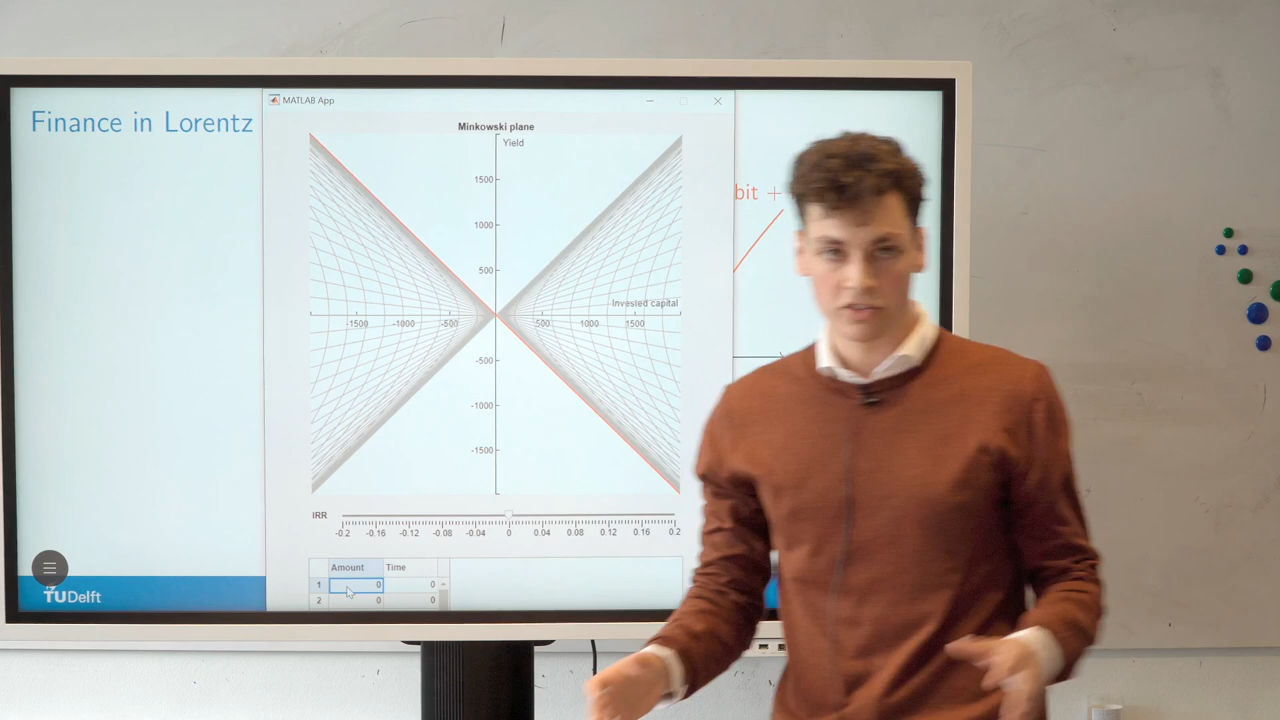 Finance in Lorentz
MATLAB App
Minkowski plane
Yield
1500
1000
500
Invested capital
-1500 -1000 -500 500 1000 1500
-500
-1000
-1500
bit +
IRR
-0.2 -0.16 -0.12 -0.08 -0.04 0 0.04 0.08 0.12 0.16 0.2
Amount Time
1 0 0
2 0 0
TUDelft